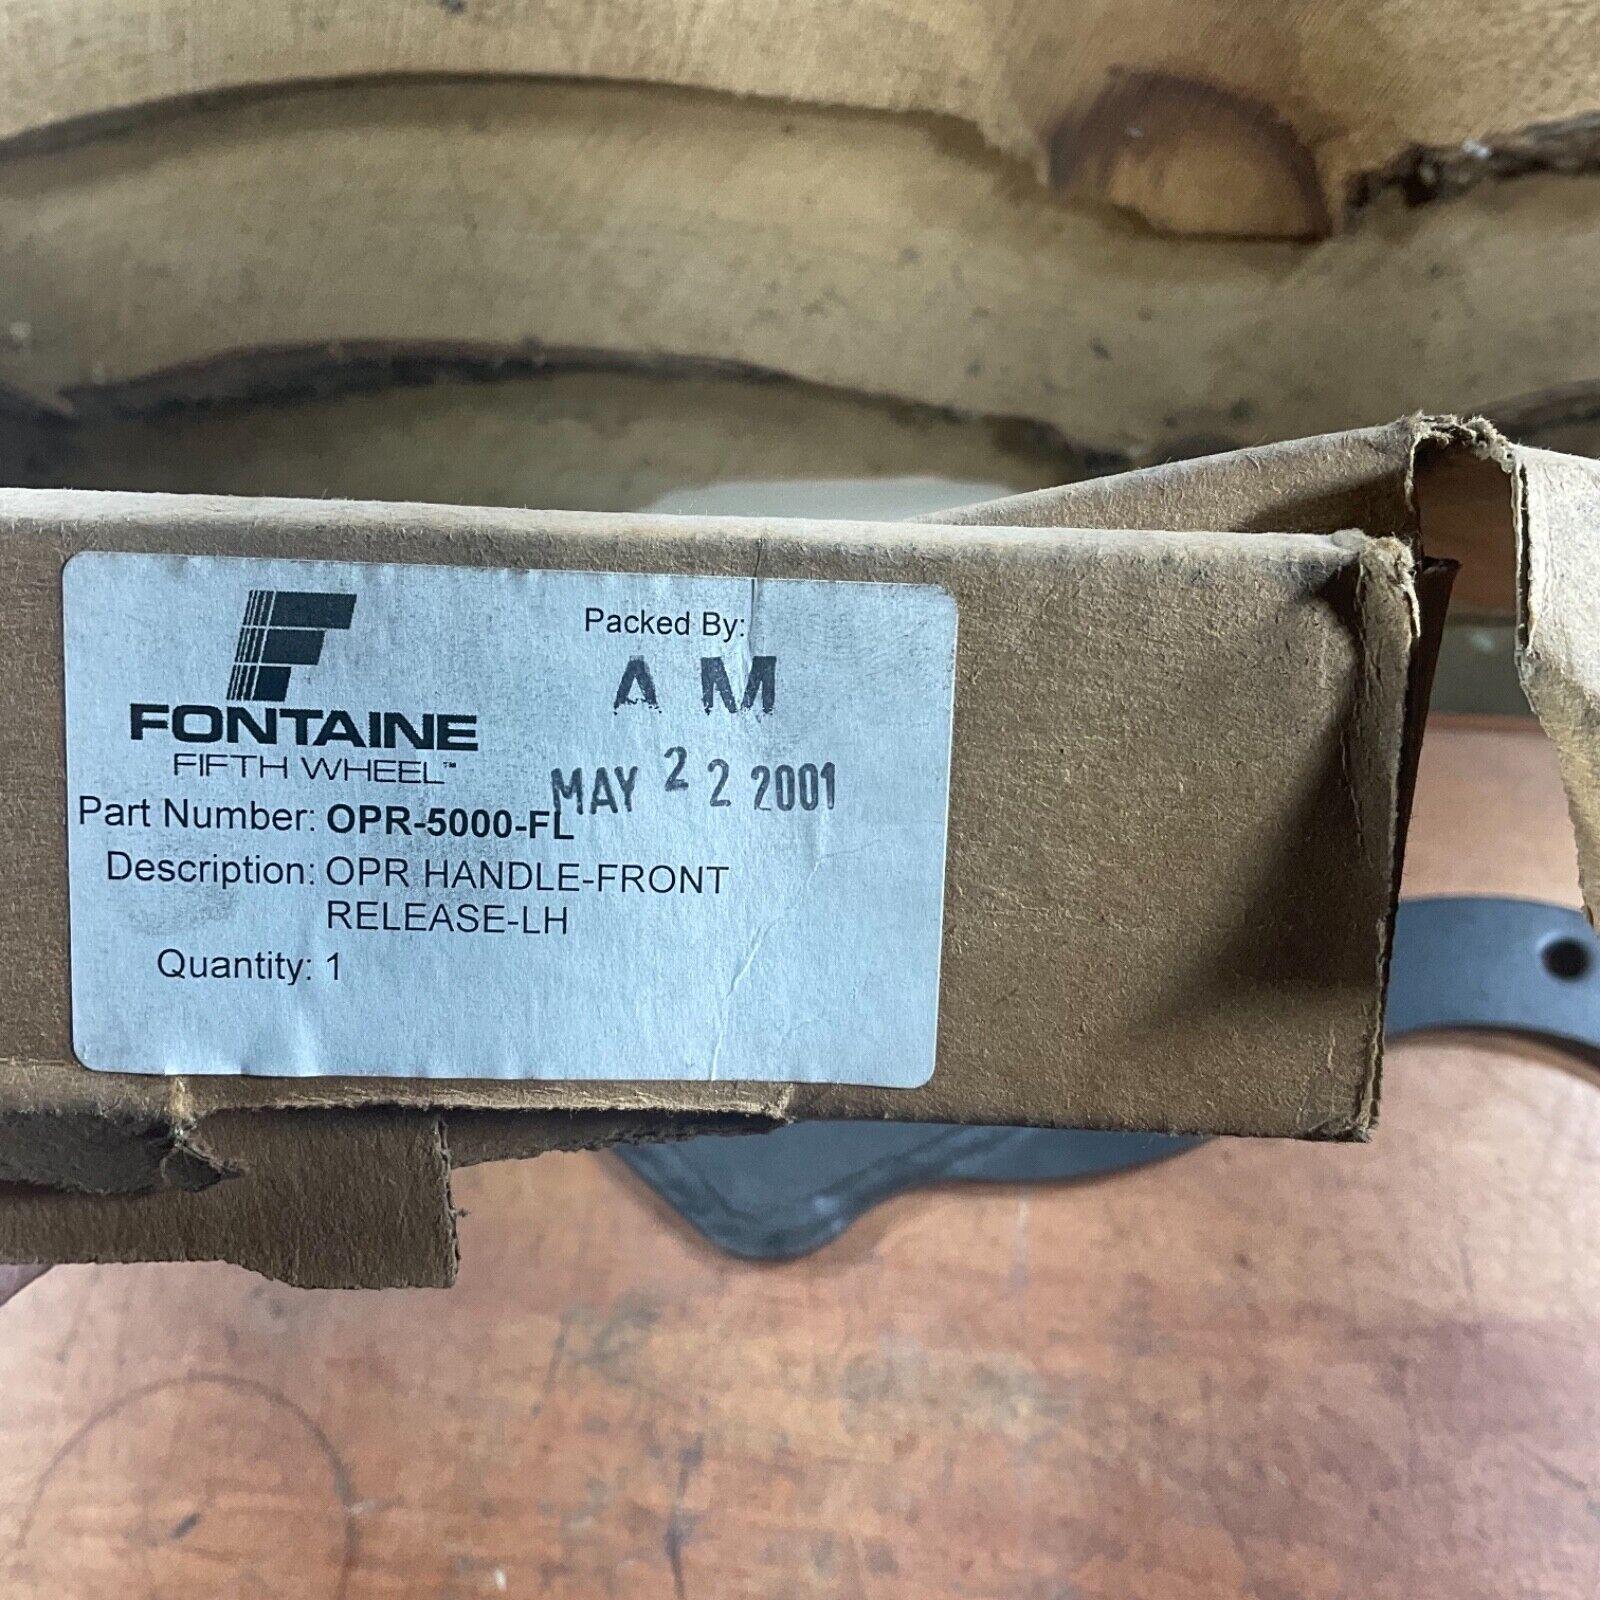 FONTAINE
FIFTH WHEEL™
Packed By:
A M
MAY 2 2 2001
Part Number: OPR-5000-FL
Description: OPR HANDLE-FRONT
RELEASE-LH
Quantity: 1